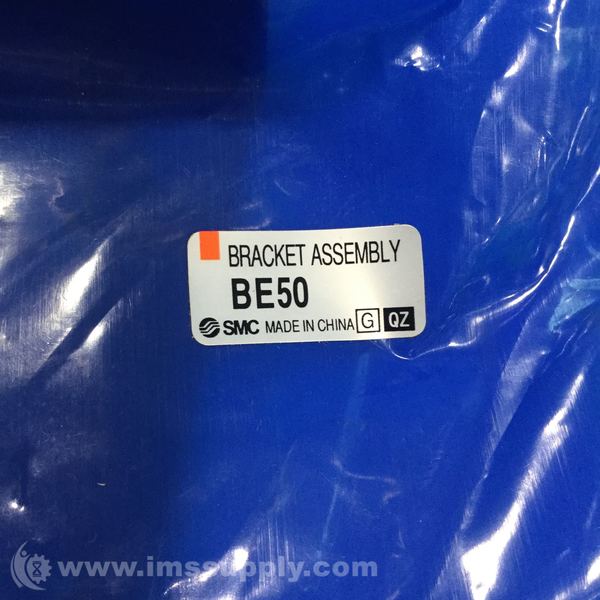 BRACKET ASSEMBLY
BE50
SMC MADE IN CHINA G QZ
www.imssupply.com